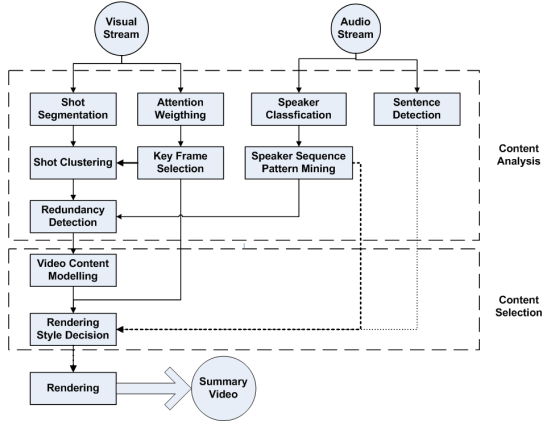 Visual
Stream
Audio
Stream
Shot
Segmentation
Attention
Weigthing
Speaker
Classfication
Sentence
Detection
Shot Clustering
Key Frame
Selection
Speaker Sequence
Pattern Mining
Content
Analysis
Redundancy
Detection
Video Content
Modelling
Rendering
Style Decision
Content
Selection
Rendering
Summary
Video